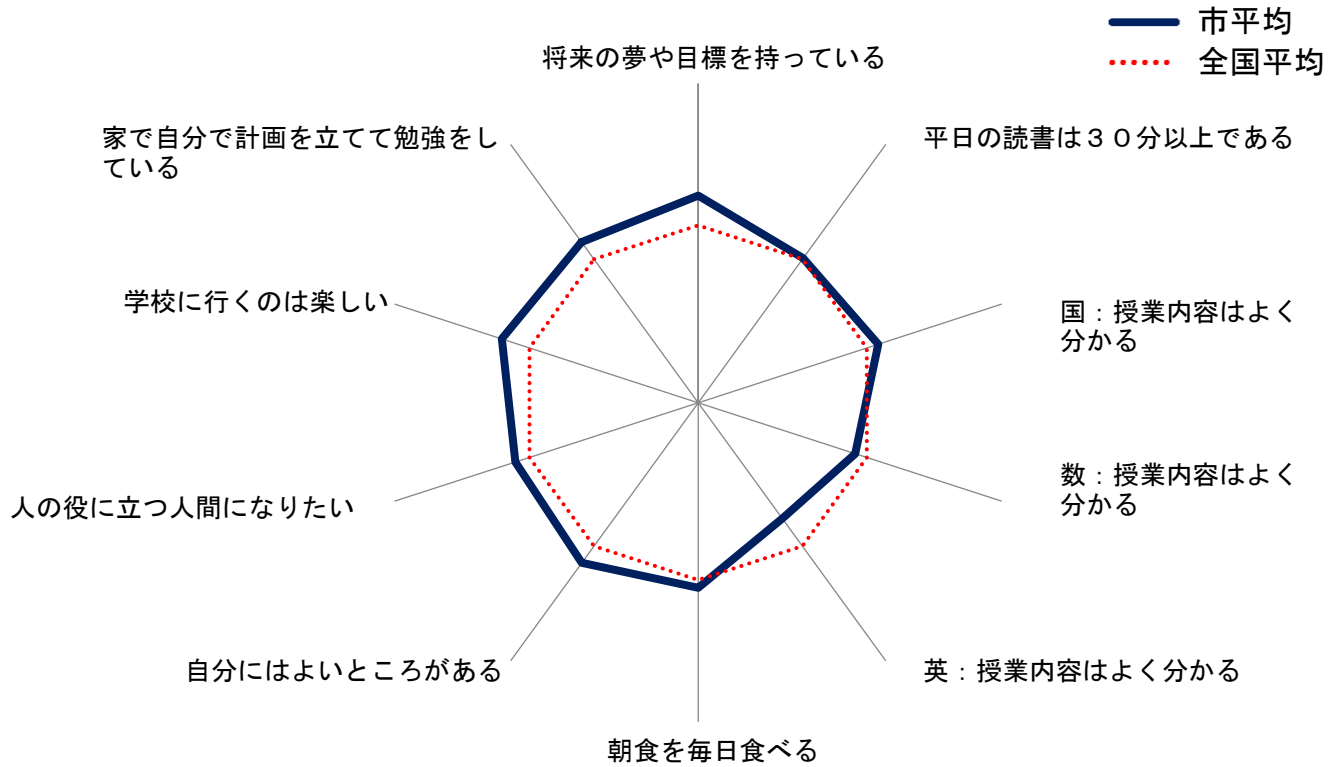 市平均
全国平均
将来の夢や目標を持っている
平日の読書は３０分以上である
国：授業内容はよく
分かる
数：授業内容はよく
分かる
英：授業内容はよく分かる
朝食を毎日食べる
自分にはよいところがある
人の役に立つ人間になりたい
学校に行くのは楽しい
家で自分で計画を立てて勉強をし
ている